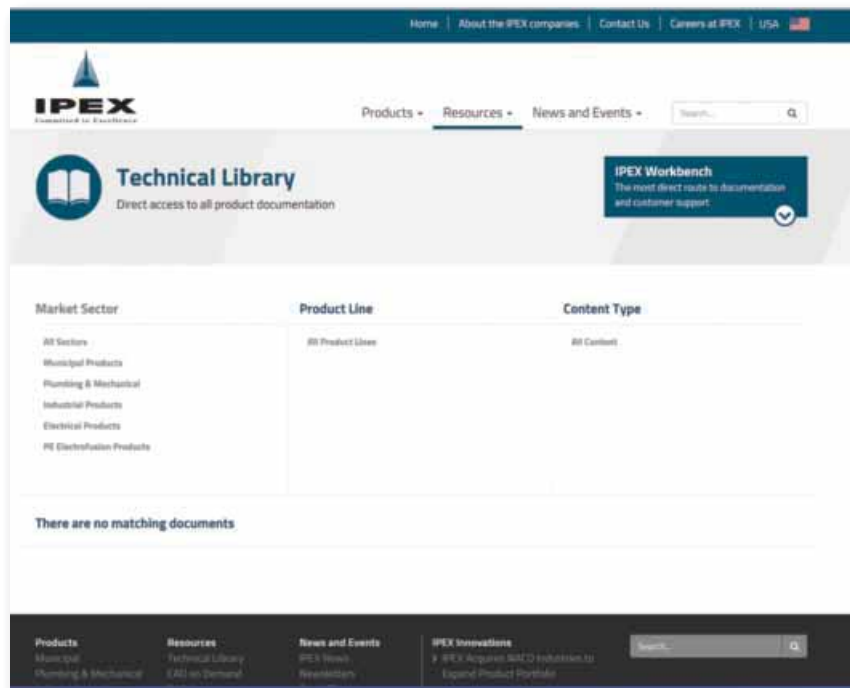 Home | About the IPEX companies | Contact Us | Careers at IPEX | USA
IPEX
Committed to Excellence
Products Resources News and Events Search...
Technical Library
Direct access to all product documentation
IPEX Workbench
The most direct route to documentation
and customer support
Market Sector
All Sectors
Municipal Products
Plumbing & Mechanical
Industrial Products
Electrical Products
PE Electrofusion Products
Product Line
All Product Lines
Content Type
All Content
There are no matching documents
Products
Municipal
Plumbing & Mechanical
Resources
Technical Library
CAD on Demand
News and Events
IPEX News
Newsletters
IPEX Innovations
IPEX Acquires NACO Industries to
Expand Product Portfolio
Search...